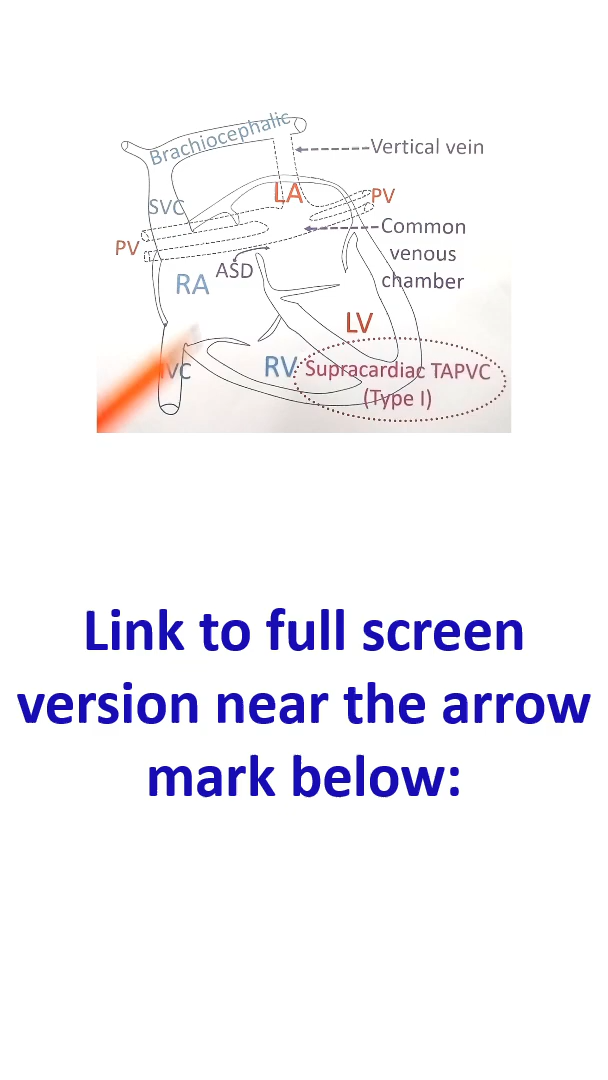 Brachiocephalic
Vertical vein
LA
PV
SVC
Common
venous
chamber
PV
ASD
RA
LV
IVC
RV
Supracardiac TAPVC
(Type I)
Link to full screen
version near the arrow
mark below: